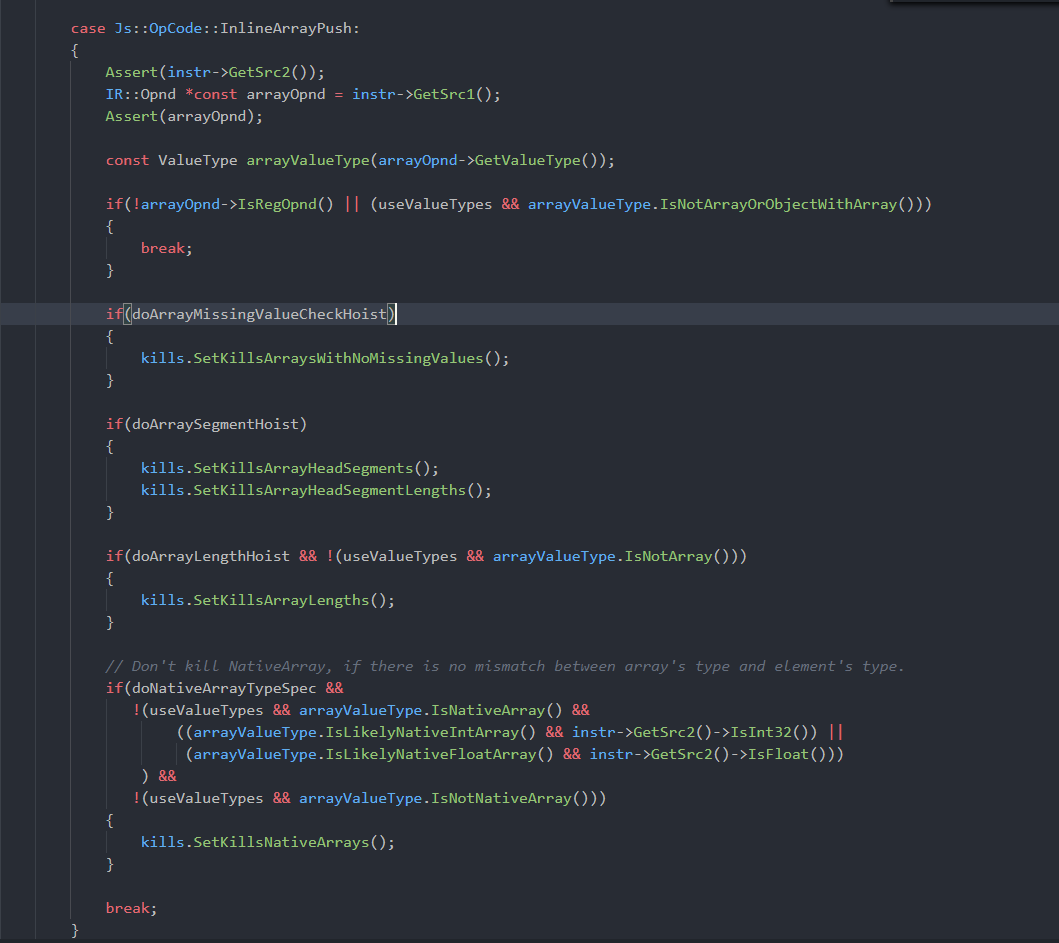 case Js::OpCode::InlineArrayPush:
{
    Assert(instr->GetSrc2());
    IR::Opnd *const arrayOpnd = instr->GetSrc1();
    Assert(arrayOpnd);

    const ValueType arrayValueType(arrayOpnd->GetValueType());

    if(!arrayOpnd->IsRegOpnd() || (useValueTypes && arrayValueType.IsNotArrayOrObjectWithArray()))
    {
        break;
    }

    if(doArrayMissingValueCheckHoist)
    {
        kills.SetKillsArraysWithNoMissingValues();
    }

    if(doArraySegmentHoist)
    {
        kills.SetKillsArrayHeadSegments();
        kills.SetKillsArrayHeadSegmentLengths();
    }

    if(doArrayLengthHoist && !(useValueTypes && arrayValueType.IsNotArray()))
    {
        kills.SetKillsArrayLengths();
    }

    // Don't kill NativeArray, if there is no mismatch between array's type and element's type.
    if(doNativeArrayTypeSpec &&
       !(useValueTypes && arrayValueType.IsNativeArray() &&
            ((arrayValueType.IsLikelyNativeIntArray() && instr->GetSrc2()->IsInt32()) ||
             (arrayValueType.IsLikelyNativeFloatArray() && instr->GetSrc2()->IsFloat()))
        ) &&
       !(useValueTypes && arrayValueType.IsNotNativeArray()))
    {
        kills.SetKillsNativeArrays();
    }

    break;
}